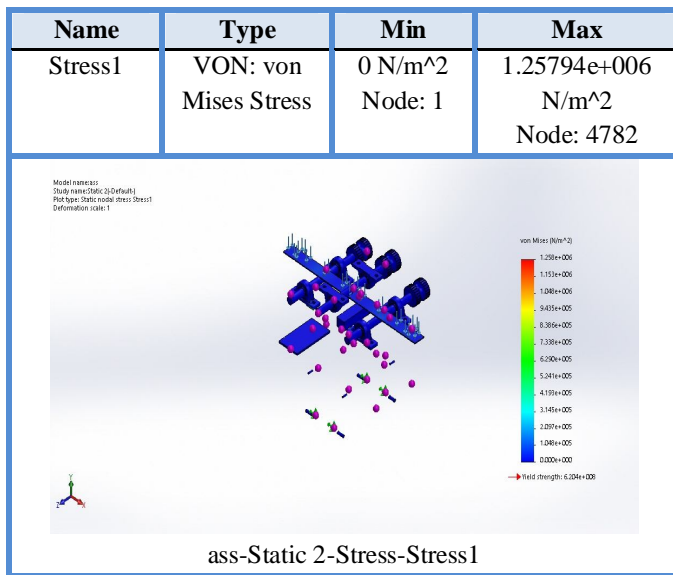 Name Type Min Max
Stress1 VON: von 0 N/m^2 1.25794e+006
Mises Stress Node: 1 N/m^2
Node: 4782
Model name:ass
Study name:Static 2(-Default-)
Plot type: Static nodal stress Stress1
Deformation scale: 1
von Mises (N/m^2)
1.258e+006
1.153e+006
1.048e+006
9.435e+005
8.386e+005
7.338e+005
6.290e+005
5.241e+005
4.193e+005
3.145e+005
2.097e+005
1.048e+005
0.000e+000
Yield strength: 6.204e+008
Y
Z X
ass-Static 2-Stress-Stress1